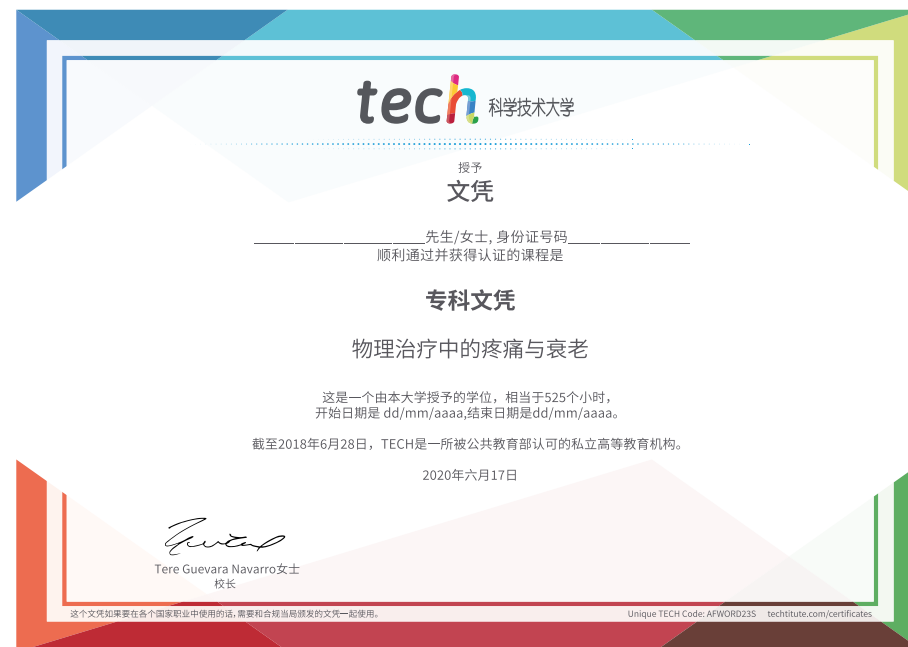 tech 科学技术大学
授予
文凭
____________________先生/女士, 身份证号码______________
顺利通过并获得认证的课程是
专科文凭
物理治疗中的疼痛与衰老
这是一个由本大学授予的学位，相当于525个小时，
开始日期是 dd/mm/aaaa,结束日期是dd/mm/aaaa。
截至2018年6月28日，TECH是一所被公共教育部认可的私立高等教育机构。
2020年六月17日
Tere Guevara Navarro女士
校长
这个文凭如果要在各个国家职业中使用的话,需要和合规当局颁发的文凭一起使用。
Unique TECH Code: AFWORD23S techtitute.com/certificates